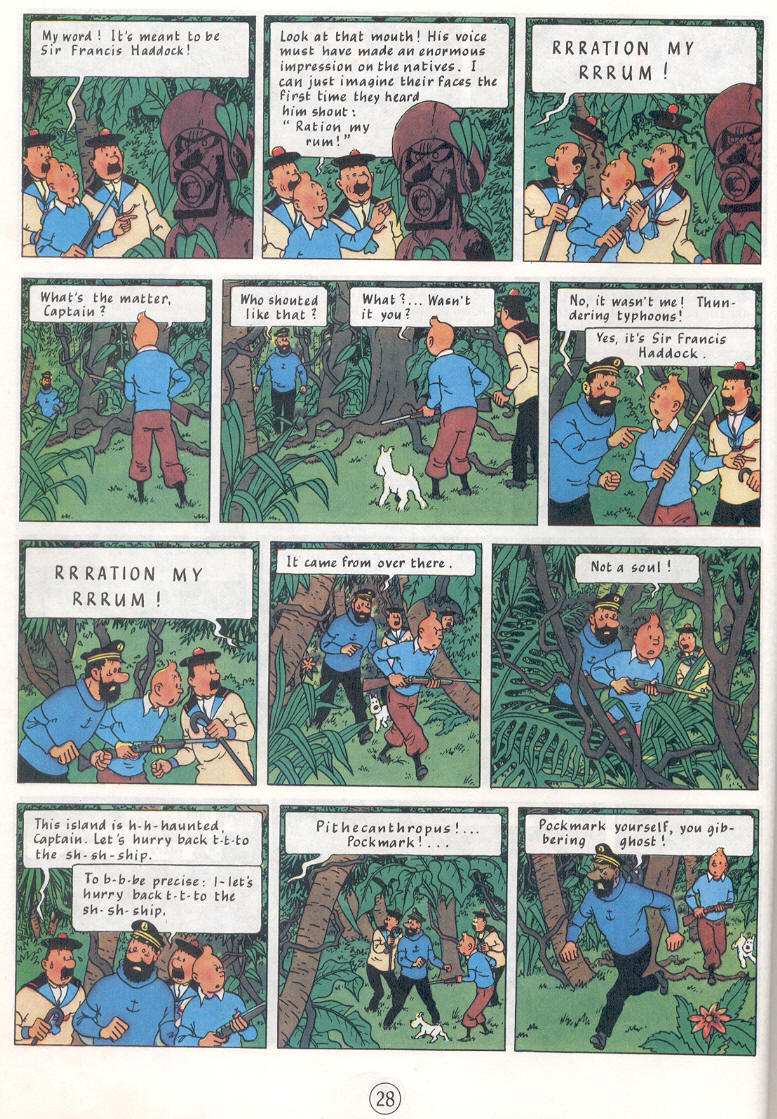 My word! It's meant to be
Sir Francis Haddock!
Look at that mouth! His voice
must have made an enormous
impression on the natives. I
can just imagine their faces the
first time they heard
him shout:
"Ration my
rum!"
RRRATION MY
RRRUM!
What's the matter,
Captain?
Who shouted
like that?
What?... Wasn't
it you?
No, it wasn't me! Thun-
dering typhoons!
Yes, it's Sir Francis
Haddock.
RRRATION MY
RRRUM!
It came from over there.
Not a soul!
This island is h-h-haunted,
Captain. Let's hurry back t-t-to
the sh-sh-ship.
To b-b-be precise: l-let's
hurry back t-t-to the
sh-sh-ship.
Pithecanthropus!...
Pockmark!...
Pockmark yourself, you gib-
bering ghost!
28